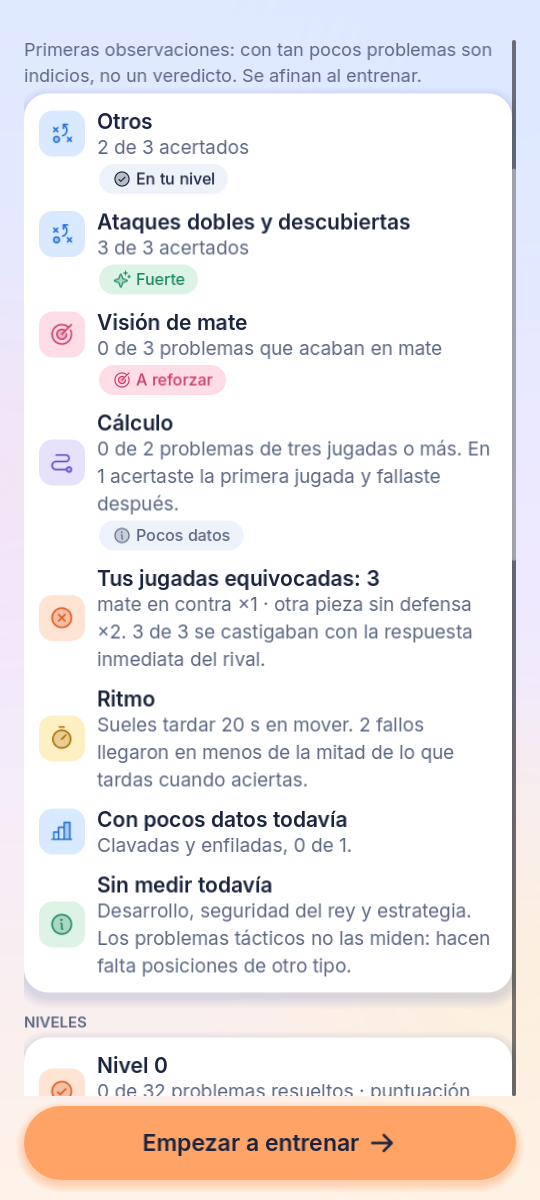 Primeras observaciones: con tan pocos problemas son
indicios, no un veredicto. Se afinan al entrenar.
Otros
2 de 3 acertados
En tu nivel
Ataques dobles y descubiertas
3 de 3 acertados
Fuerte
Visión de mate
0 de 3 problemas que acaban en mate
A reforzar
Cálculo
0 de 2 problemas de tres jugadas o más. En
1 acertaste la primera jugada y fallaste
después.
Pocos datos
Tus jugadas equivocadas: 3
mate en contra ×1 · otra pieza sin defensa
×2. 3 de 3 se castigaban con la respuesta
inmediata del rival.
Ritmo
Sueles tardar 20 s en mover. 2 fallos
llegaron en menos de la mitad de lo que
tardas cuando aciertas.
Con pocos datos todavía
Clavadas y enfiladas, 0 de 1.
Sin medir todavía
Desarrollo, seguridad del rey y estrategia.
Los problemas tácticos no las miden: hacen
falta posiciones de otro tipo.
NIVELES
Nivel 0
0 de 32 problemas resueltos · puntuación
Empezar a entrenar →